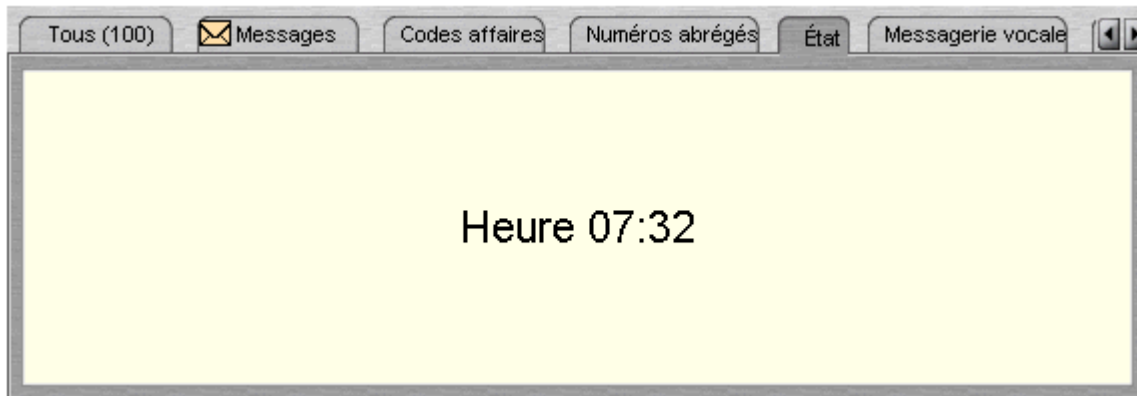 Tous (100) Messages Codes affaires Numéros abrégés État Messagerie vocale
Heure 07:32